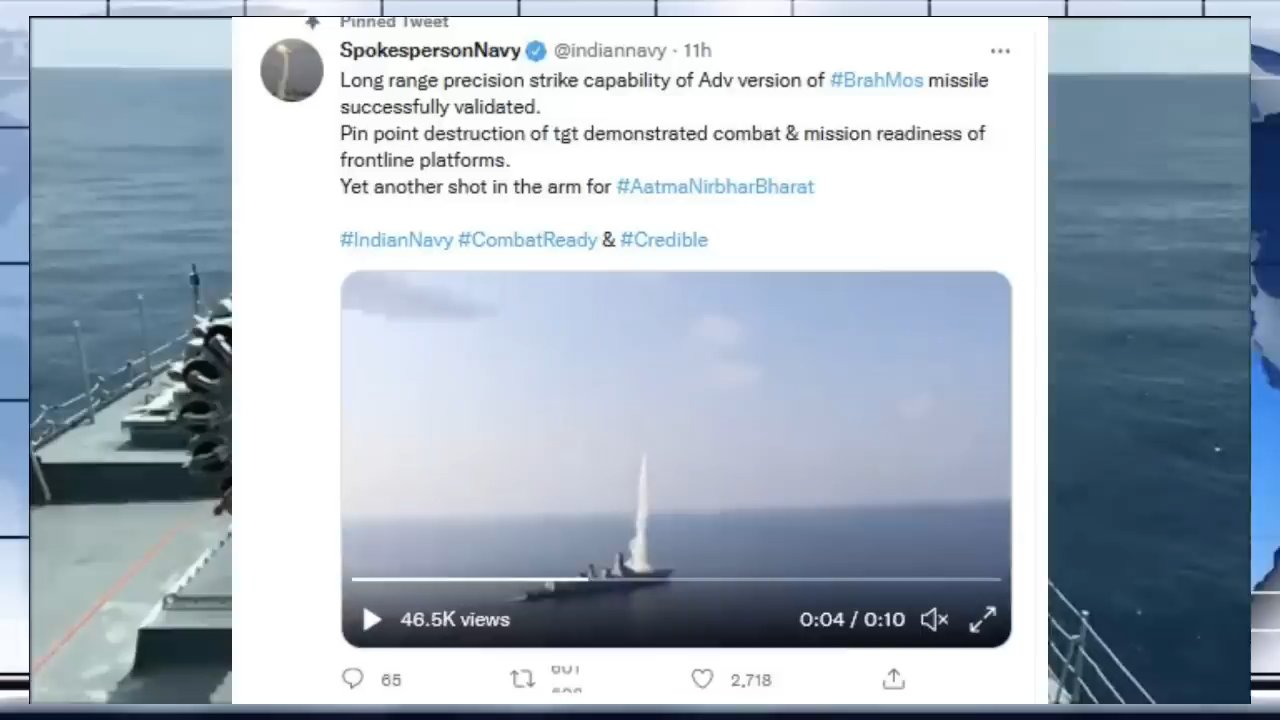 Pinned Tweet
SpokespersonNavy @indiannavy · 11h
Long range precision strike capability of Adv version of #BrahMos missile
successfully validated.
Pin point destruction of tgt demonstrated combat & mission readiness of
frontline platforms.
Yet another shot in the arm for #AatmaNirbharBharat
#IndianNavy #CombatReady & #Credible
46.5K views
0:04 / 0:10
65
2,718